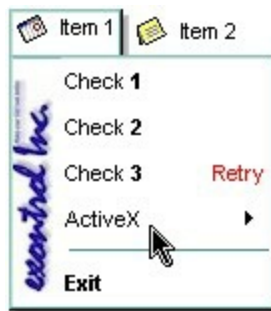 Item 1 Item 2
Check 1
Check 2
Check 3 Retry
ActiveX
Exit
exontrol Inc.